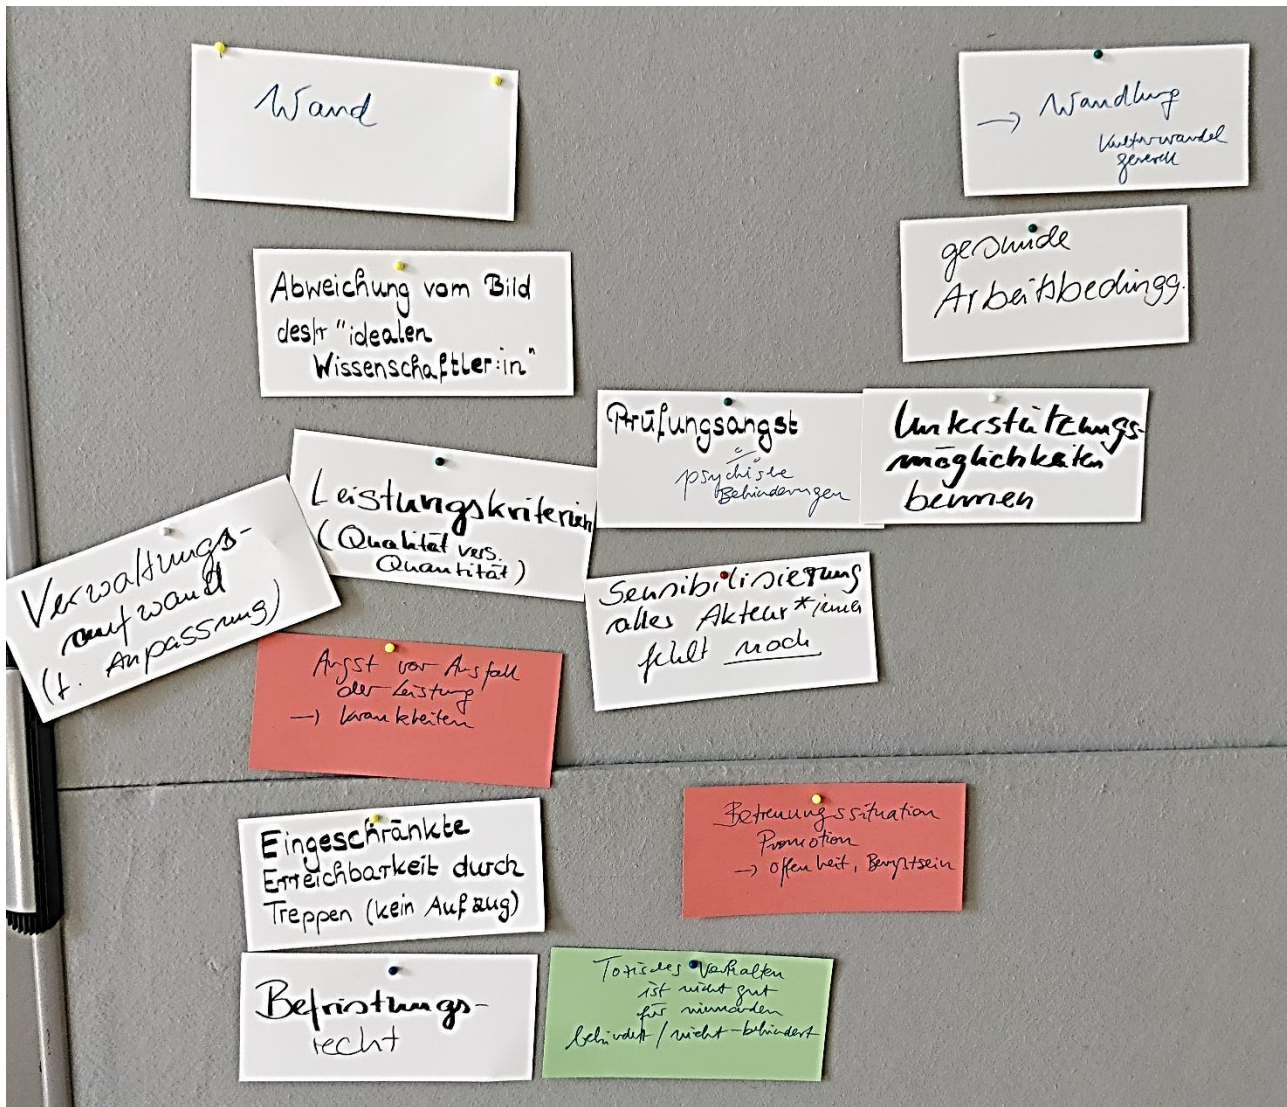 Wand
→ Wandlung
Kulturwandel
generell
gesunde
Arbeitsbedingg.
Abweichung vom Bild
des/r "idealen
Wissenschaftler:in"
Prüfungsangst
psychische
Behinderungen
Unterstützungs-
möglichkeiten
bennen
Leistungskriterien
(Qualität vers.
Quantität)
Verwaltungs-
aufwand
(f. Anpassung)
Sensibilisierung
alles Akteur*innen
fehlt noch
Angst vor Ausfall
der Leistung
→ Krankheiten
Betreuungssituation
Promotion
→ Offenheit, Bewußtsein
Eingeschränkte
Erreichbarkeit durch
Treppen (kein Aufzug)
Befristungs-
recht
Toxisches Verhalten
ist nicht gut
für niemanden
behindert / nicht-behindert